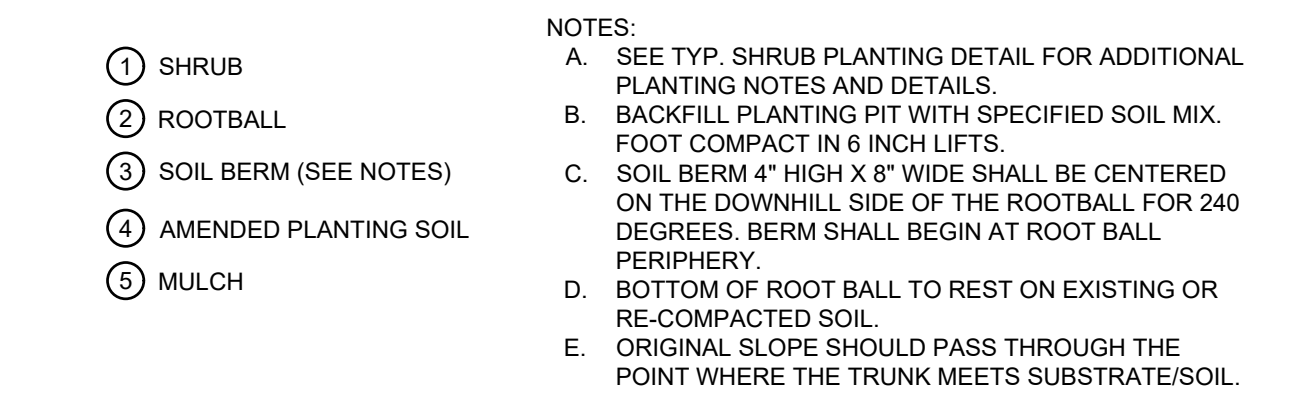 1 SHRUB
2 ROOTBALL
3 SOIL BERM (SEE NOTES)
4 AMENDED PLANTING SOIL
5 MULCH
NOTES:
A. SEE TYP. SHRUB PLANTING DETAIL FOR ADDITIONAL
PLANTING NOTES AND DETAILS.
B. BACKFILL PLANTING PIT WITH SPECIFIED SOIL MIX.
FOOT COMPACT IN 6 INCH LIFTS.
C. SOIL BERM 4" HIGH X 8" WIDE SHALL BE CENTERED
ON THE DOWNHILL SIDE OF THE ROOTBALL FOR 240
DEGREES. BERM SHALL BEGIN AT ROOT BALL
PERIPHERY.
D. BOTTOM OF ROOT BALL TO REST ON EXISTING OR
RE-COMPACTED SOIL.
E. ORIGINAL SLOPE SHOULD PASS THROUGH THE
POINT WHERE THE TRUNK MEETS SUBSTRATE/SOIL.